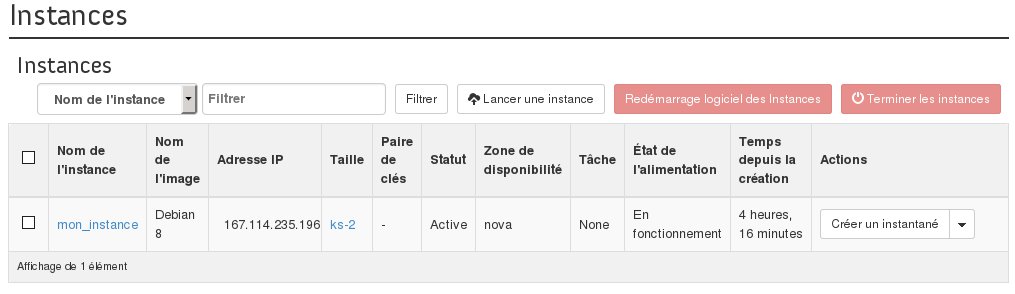 Instances
Instances
Nom de l'instance Filtrer Filtrer Lancer une instance Redémarrage logiciel des Instances Terminer les instances
Nom de l'instance Nom de l'image Adresse IP Taille Paire de clés Statut Zone de disponibilité Tâche État de l'alimentation Temps depuis la création Actions
mon_instance Debian 8 167.114.235.196 ks-2 - Active nova None En fonctionnement 4 heures, 16 minutes Créer un instantané
Affichage de 1 élément